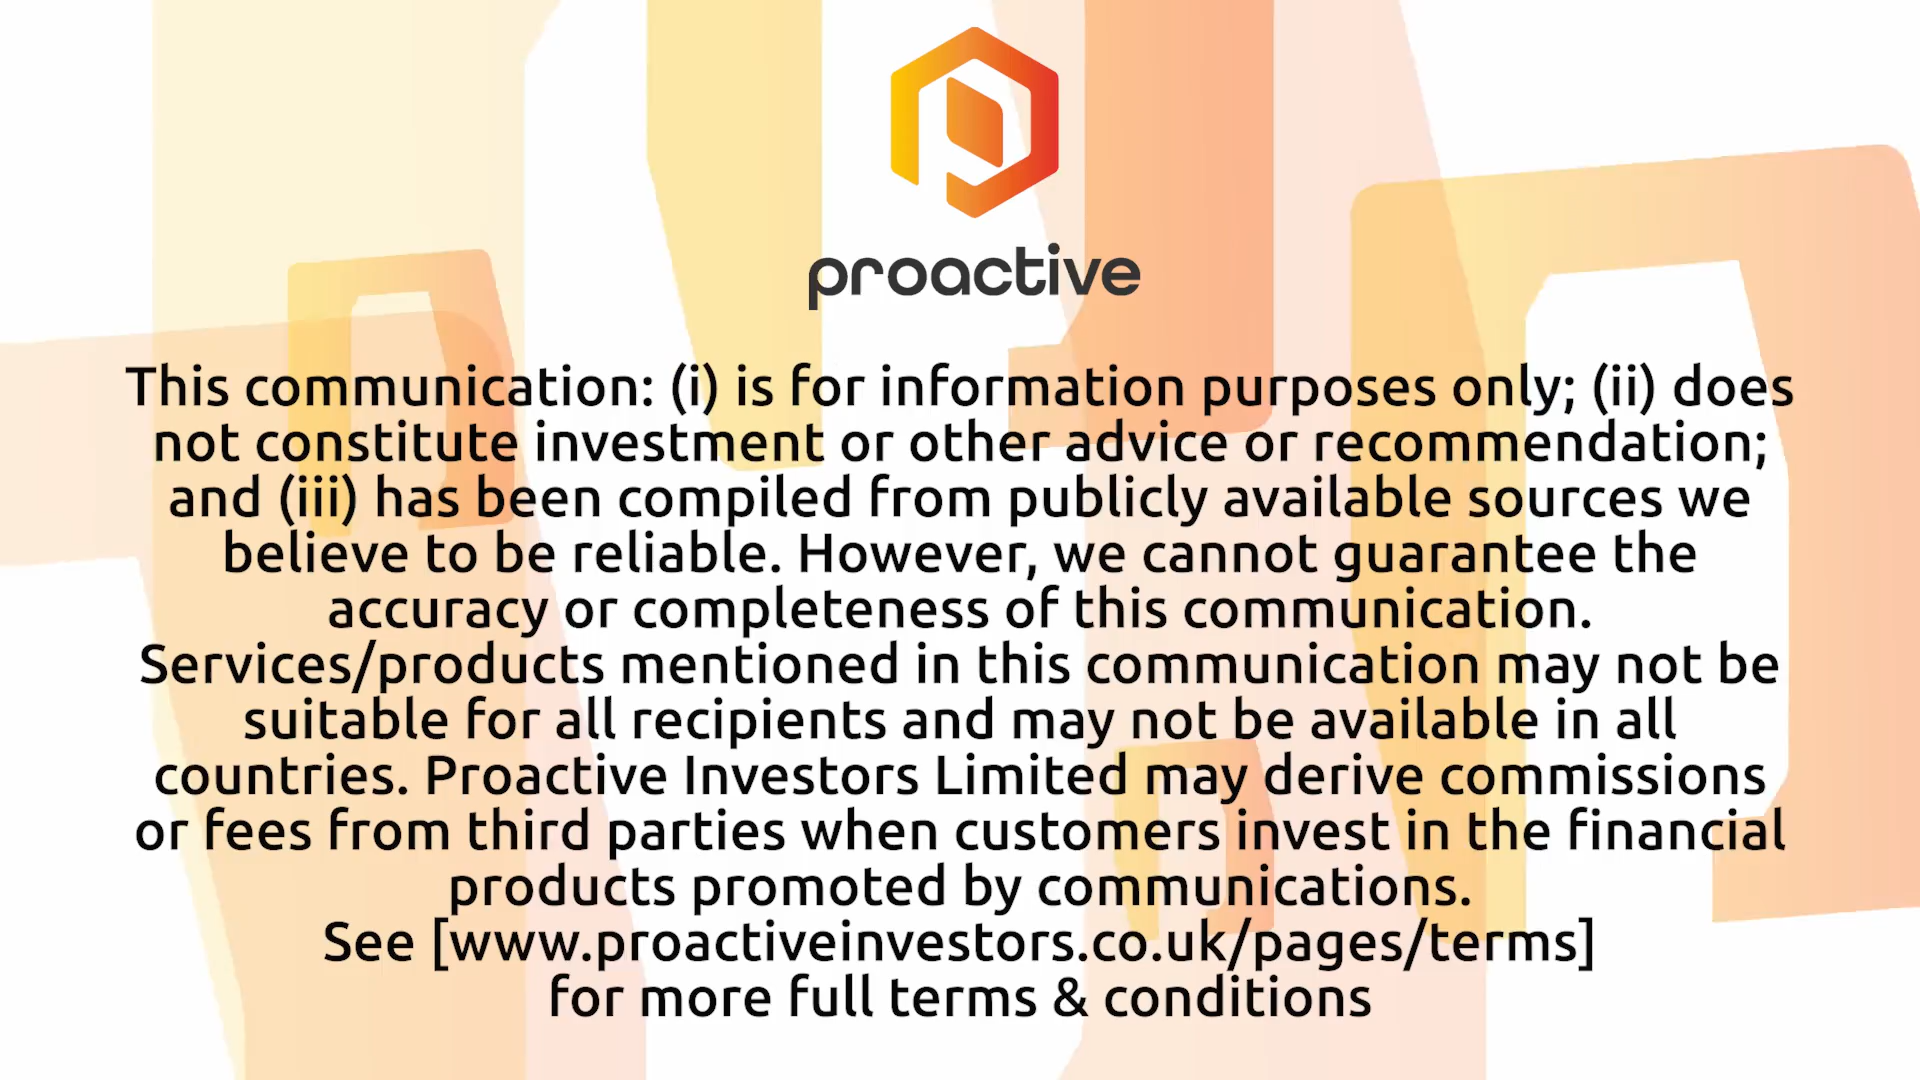 proactive
This communication: (i) is for information purposes only; (ii) does
not constitute investment or other advice or recommendation;
and (iii) has been compiled from publicly available sources we
believe to be reliable. However, we cannot guarantee the
accuracy or completeness of this communication.
Services/products mentioned in this communication may not be
suitable for all recipients and may not be available in all
countries. Proactive Investors Limited may derive commissions
or fees from third parties when customers invest in the financial
products promoted by communications.
See [www.proactiveinvestors.co.uk/pages/terms]
for more full terms & conditions